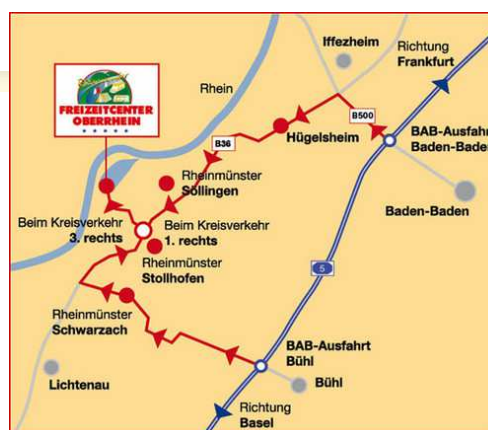 Iffezheim
Richtung
Frankfurt
FREIZEITCENTER
OBERRHEIN
Rhein
B500
Hügelsheim
B36
BAB-Ausfahrt
Baden-Baden
Rheinmünster
Söllingen
Baden-Baden
Beim Kreisverkehr
3. rechts
Beim Kreisverkehr
1. rechts
Rheinmünster
Stollhofen
5
Rheinmünster
Schwarzach
BAB-Ausfahrt
Bühl
Lichtenau
Bühl
Richtung
Basel